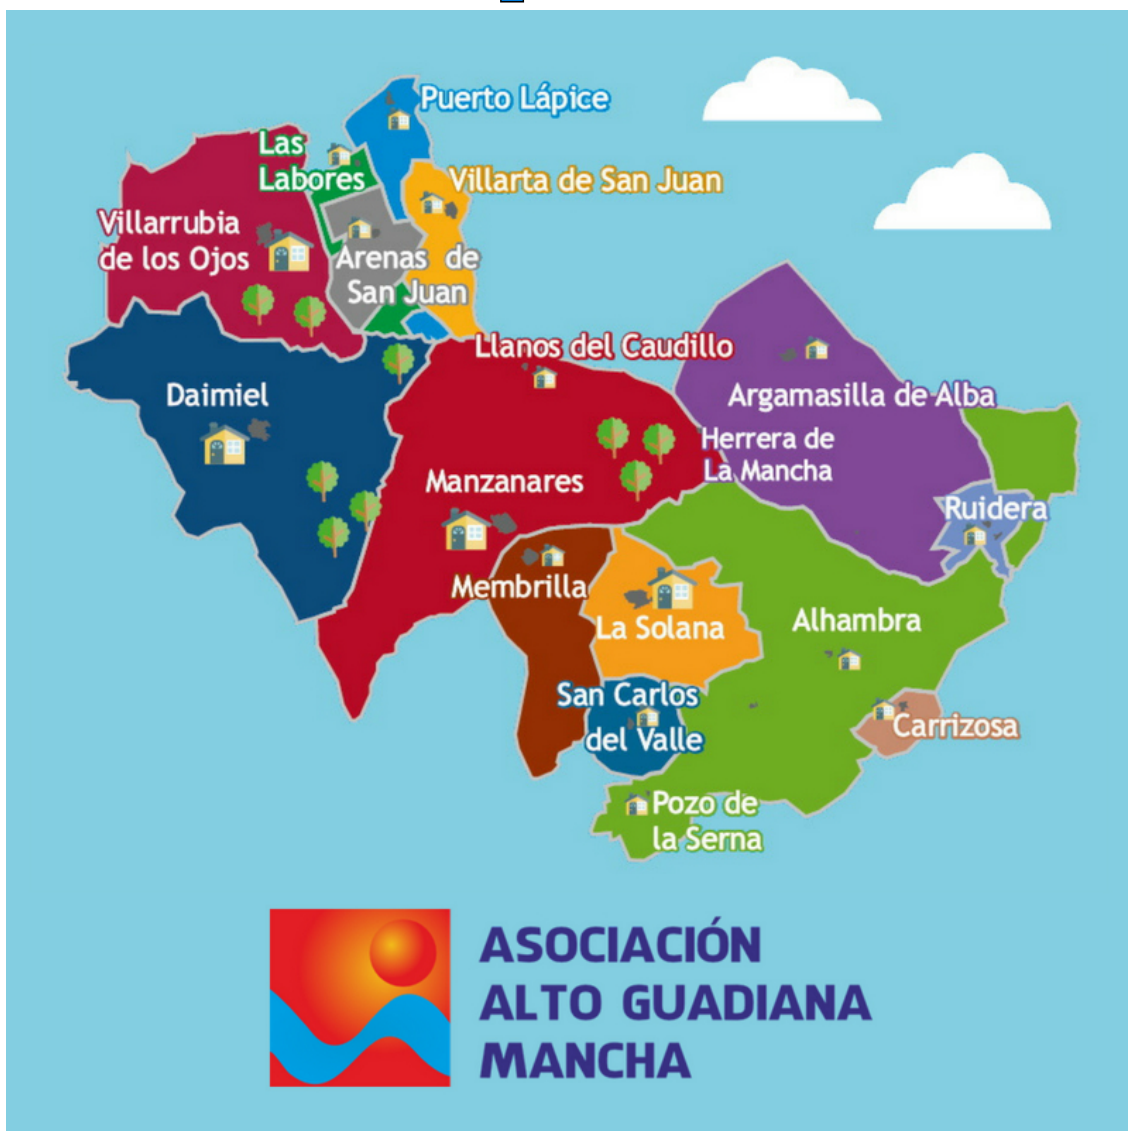 Puerto Lápice
Las
Labores
Villarta de San Juan
Villarrubia
de los Ojos
Arenas de
San Juan
Llanos del Caudillo
Daimiel
Argamasilla de Alba
Herrera de
La Mancha
Manzanares
Ruidera
Membrilla
La Solana
Alhambra
San Carlos
del Valle
Carrizosa
Pozo de
la Serna
ASOCIACIÓN
ALTO GUADIANA
MANCHA